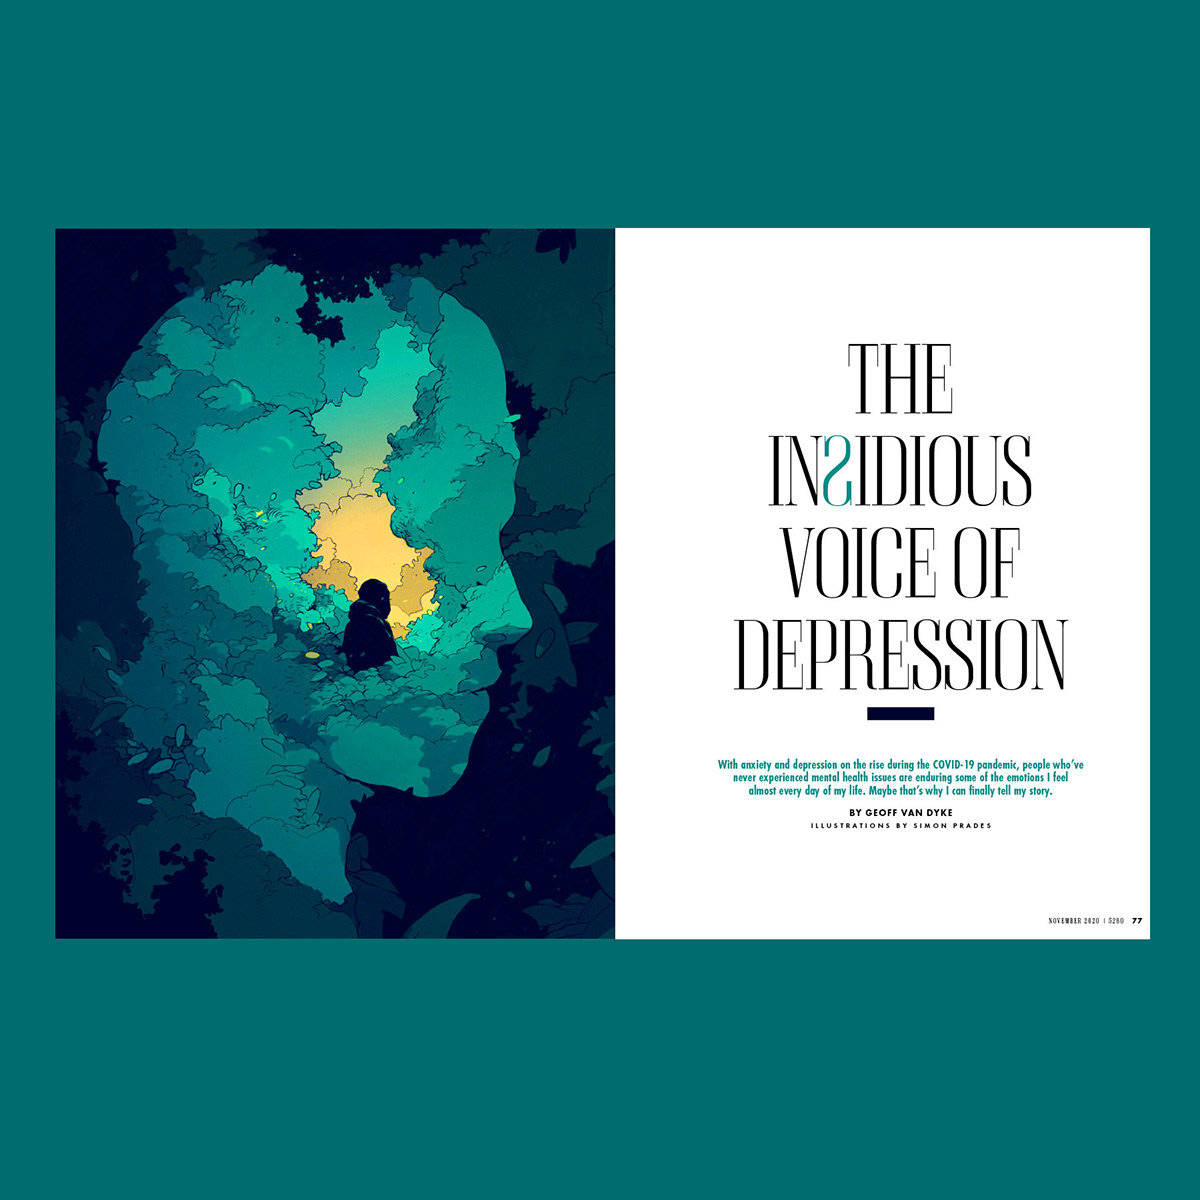 THE
INSIDIOUS
VOICE OF
DEPRESSION
With anxiety and depression on the rise during the COVID-19 pandemic, people who've
never experienced mental health issues are enduring some of the emotions I feel
almost every day of my life. Maybe that's why I can finally tell my story.
BY GEOFF VAN DYKE
ILLUSTRATIONS BY SIMON PRADES
NOVEMBER 2020 | 5280 77